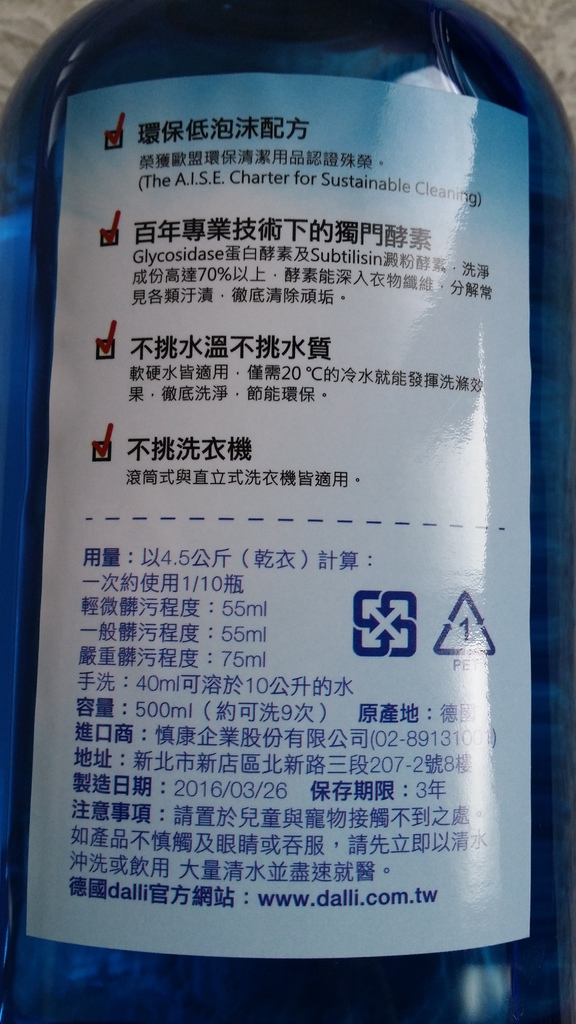 環保低泡沫配方
榮獲歐盟環保清潔用品認證殊榮。
(The A.I.S.E. Charter for Sustainable Cleaning)
百年專業技術下的獨門酵素
Glycosidase蛋白酵素及Subtilisin澱粉酵素，洗淨
成份高達70%以上，酵素能深入衣物纖維，分解常
見各類汙漬，徹底清除頑垢。
不挑水溫不挑水質
軟硬水皆適用，僅需20 ℃的冷水就能發揮洗滌效
果，徹底洗淨，節能環保。
不挑洗衣機
滾筒式與直立式洗衣機皆適用。
用量：以4.5公斤（乾衣）計算：
一次約使用1/10瓶
輕微髒污程度：55ml
一般髒污程度：55ml
嚴重髒污程度：75ml
1
PET
手洗：40ml可溶於10公升的水
容量：500ml（約可洗9次） 原產地：德國
進口商：慎康企業股份有限公司(02-89131001)
地址：新北市新店區北新路三段207-2號8樓
製造日期：2016/03/26 保存期限：3年
注意事項：請置於兒童與寵物接觸不到之處。
如產品不慎觸及眼睛或吞服，請先立即以清水
沖洗或飲用 大量清水並盡速就醫。
德國dalli官方網站：www.dalli.com.tw